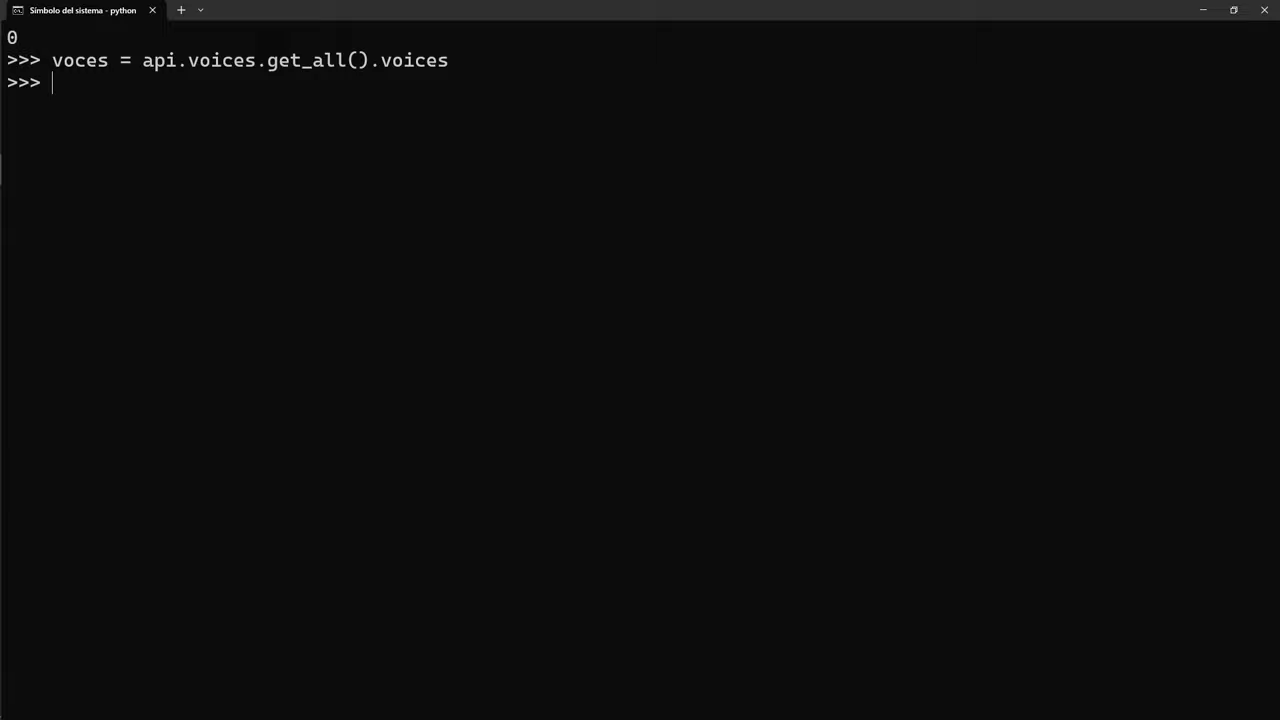 Símbolo del sistema - python
0
>>> voces = api.voices.get_all().voices
>>>